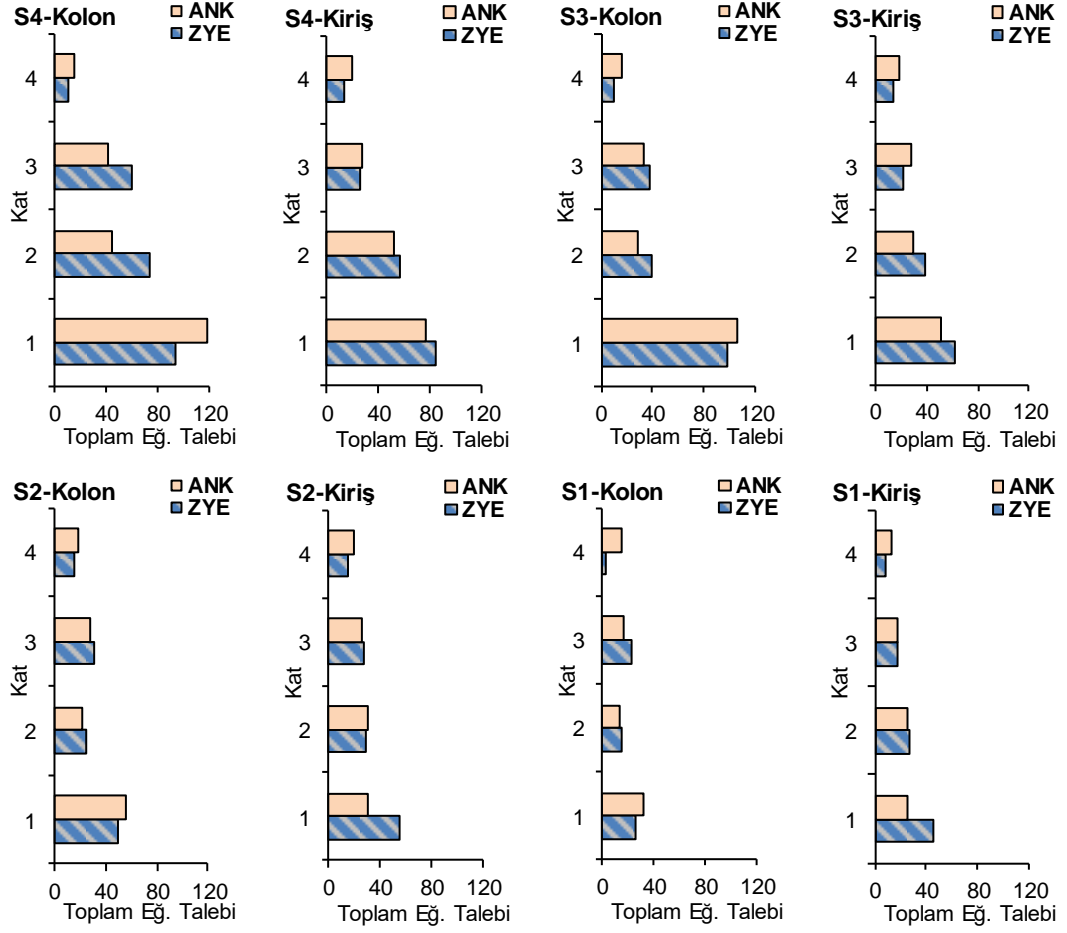 S4-Kolon
ANK
ZYE
4
3
2
1
Kat
0 40 80 120
Toplam Eğ. Talebi
S4-Kiriş
ANK
ZYE
4
3
2
1
0 40 80 120
Toplam Eğ. Talebi
S3-Kolon
ANK
ZYE
4
3
2
1
Kat
0 40 80 120
Toplam Eğ. Talebi
S3-Kiriş
ANK
ZYE
4
3
2
1
0 40 80 120
Toplam Eğ. Talebi
S2-Kolon
ANK
ZYE
4
3
2
1
Kat
0 40 80 120
Toplam Eğ. Talebi
S2-Kiriş
ANK
ZYE
4
3
2
1
0 40 80 120
Toplam Eğ. Talebi
S1-Kolon
ANK
ZYE
4
3
2
1
Kat
0 40 80 120
Toplam Eğ. Talebi
S1-Kiriş
ANK
ZYE
4
3
2
1
0 40 80 120
Toplam Eğ. Talebi